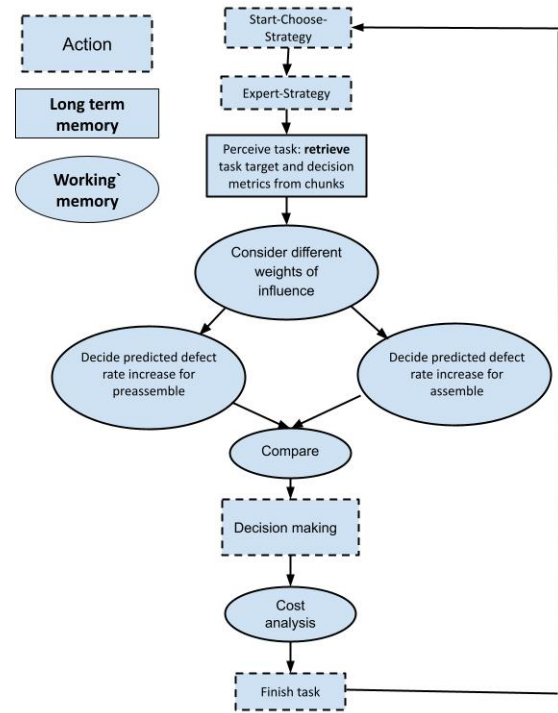 Action
Long term
memory
Working`
memory
Start-Choose-
Strategy
Expert-Strategy
Perceive task: retrieve
task target and decision
metrics from chunks
Consider different
weights of
influence
Decide predicted defect
rate increase for
preassemble
Decide predicted defect
rate increase for
assemble
Compare
Decision making
Cost
analysis
Finish task